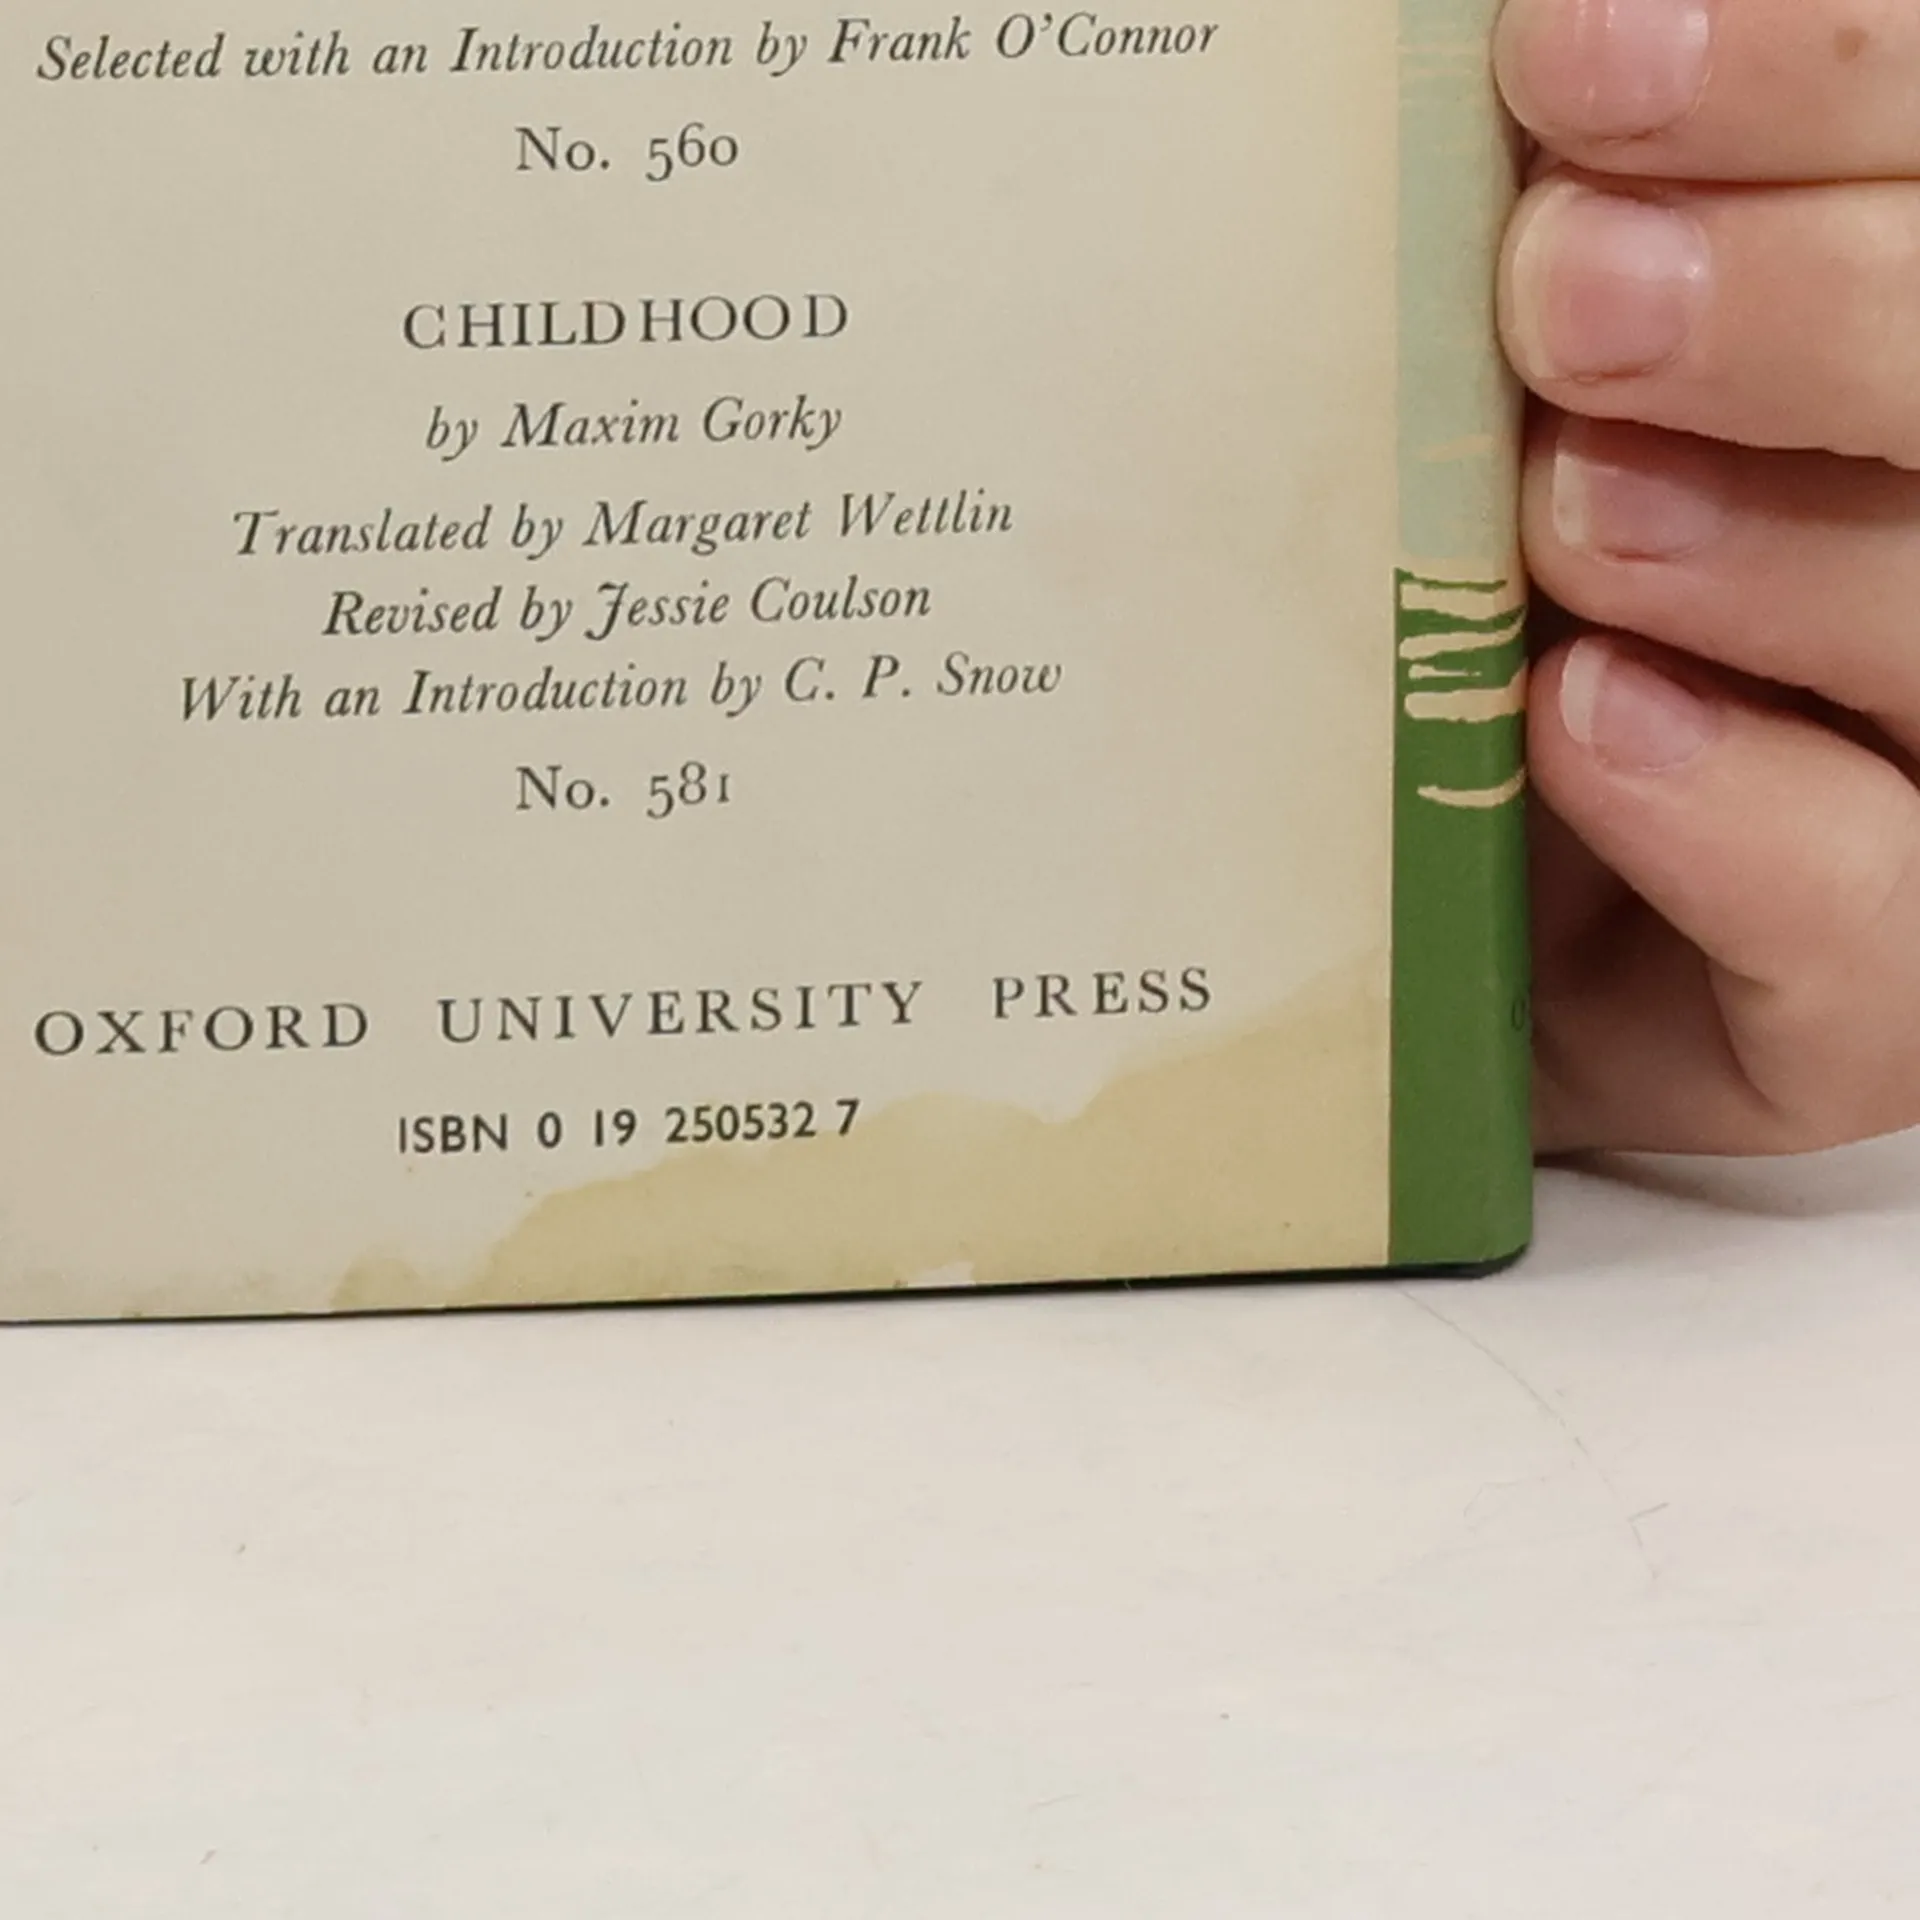 Selected with an Introduction by Frank O'Connor
No. 560
CHILDHOOD
by Maxim Gorky
Translated by Margaret Wettlin
Revised by Jessie Coulson
With an Introduction by C. P. Snow
No. 581
OXFORD UNIVERSITY PRESS
ISBN 0 19 250532 7